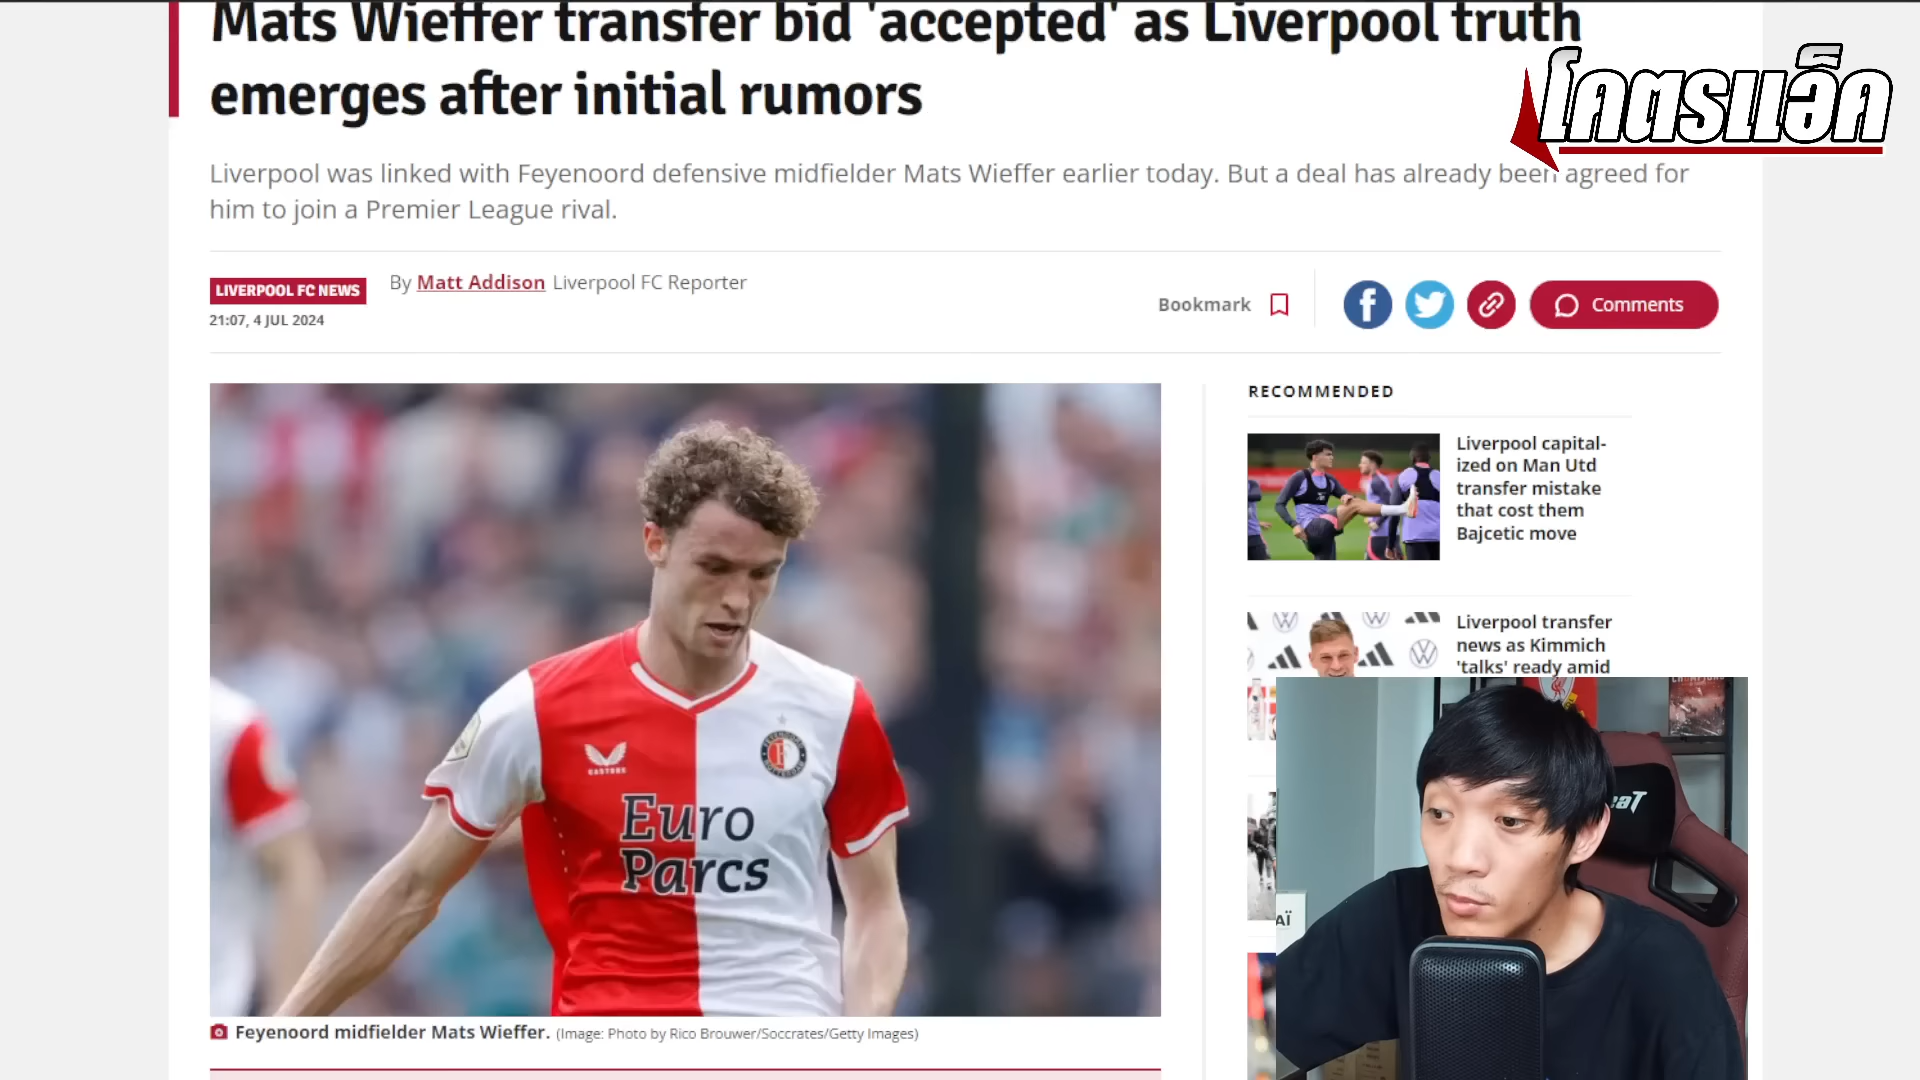 Mats Wieffer transfer bid 'accepted' as Liverpool truth
emerges after initial rumors
โคตรแอ็ค
Liverpool was linked with Feyenoord defensive midfielder Mats Wieffer earlier today. But a deal has already been agreed for
him to join a Premier League rival.
LIVERPOOL FC NEWS
By Matt Addison Liverpool FC Reporter
21:07, 4 JUL 2024
Bookmark
Comments
RECOMMENDED
Liverpool capital-
ized on Man Utd
transfer mistake
that cost them
Bajcetic move
Liverpool transfer
news as Kimmich
'talks' ready amid
CASTORE
FEYENOORD
ROTTERDAM
Euro
Parcs
Feyenoord midfielder Mats Wieffer. (Image: Photo by Rico Brouwer/Soccrates/Getty Images)